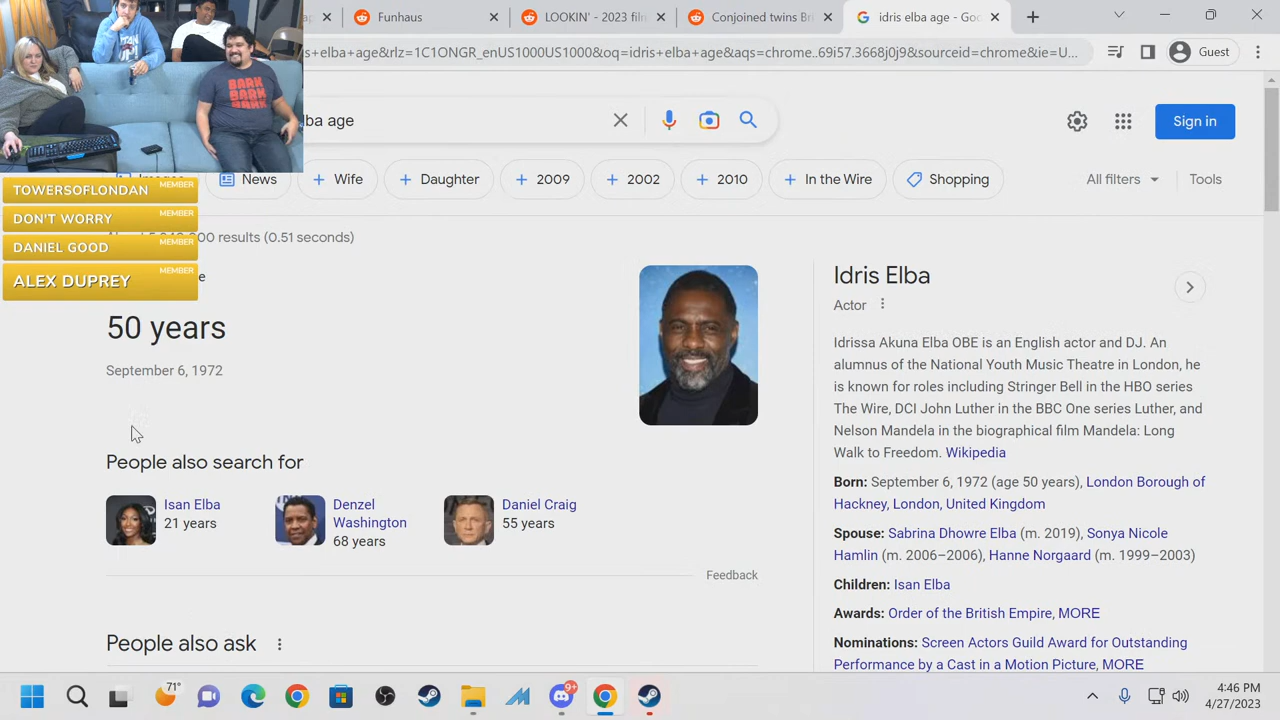 Funhaus
LOOKIN' - 2023 fil
Conjoined twins Br
idris elba age - Goo
s+elba+age&rlz=1C1ONGR_enUS1000US1000&oq=idris+elba+age&aqs=chrome..69i57.3668j0j9&sourceid=chrome&ie=U...
Guest
lba age
Sign in
BARK
BARK
Images
News
Wife
Daughter
2009
2002
2010
In the Wire
Shopping
All filters
Tools
TOWERSOFLONDAN MEMBER
DON'T WORRY MEMBER
DANIEL GOOD MEMBER
ALEX DUPREY MEMBER
00 results (0.51 seconds)
e
50 years
September 6, 1972
People also search for
Isan Elba
21 years
Denzel
Washington
68 years
Daniel Craig
55 years
Feedback
People also ask
Idris Elba
Actor
Idrissa Akuna Elba OBE is an English actor and DJ. An
alumnus of the National Youth Music Theatre in London, he
is known for roles including Stringer Bell in the HBO series
The Wire, DCI John Luther in the BBC One series Luther, and
Nelson Mandela in the biographical film Mandela: Long
Walk to Freedom. Wikipedia
Born: September 6, 1972 (age 50 years), London Borough of
Hackney, London, United Kingdom
Spouse: Sabrina Dhowre Elba (m. 2019), Sonya Nicole
Hamlin (m. 2006–2006), Hanne Norgaard (m. 1999–2003)
Children: Isan Elba
Awards: Order of the British Empire, MORE
Nominations: Screen Actors Guild Award for Outstanding
Performance by a Cast in a Motion Picture, MORE
71°
9+
4:46 PM
4/27/2023